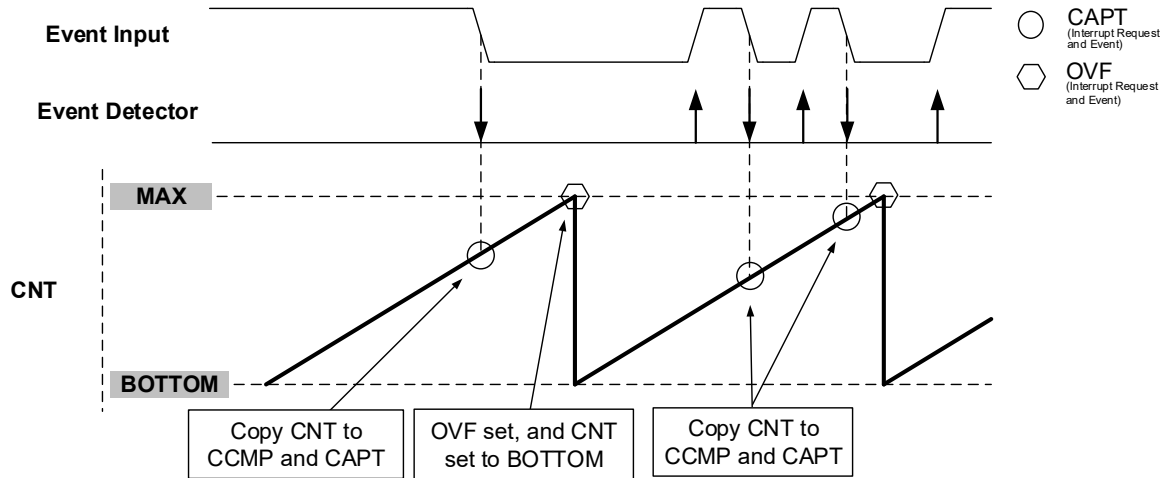 Event Input
CAPT
(Interrupt Request
and Event)
OVF
(Interrupt Request
and Event)
Event Detector
MAX
CNT
BOTTOM
Copy CNT to
CCMP and CAPT
OVF set, and CNT
set to BOTTOM
Copy CNT to
CCMP and CAPT